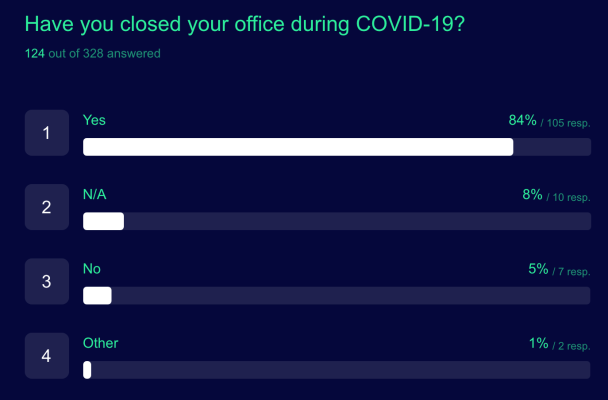 Have you closed your office during COVID-19?
124 out of 328 answered
1 Yes 84% / 105 resp.
2 N/A 8% / 10 resp.
3 No 5% / 7 resp.
4 Other 1% / 2 resp.